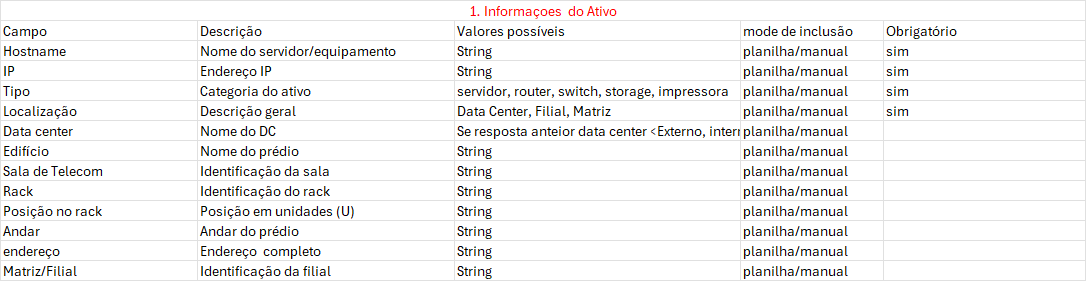 1. Informaçoes do Ativo
Campo Descrição Valores possíveis mode de inclusão Obrigatório
Hostname Nome do servidor/equipamento String planilha/manual sim
IP Endereço IP String planilha/manual sim
Tipo Categoria do ativo servidor, router, switch, storage, impressora planilha/manual sim
Localização Descrição geral Data Center, Filial, Matriz planilha/manual sim
Data center Nome do DC Se resposta anteior data center <Externo, planilha/manual
Edifício Nome do prédio String planilha/manual
Sala de Telecom Identificação da sala String planilha/manual
Rack Identificação do rack String planilha/manual
Posição no rack Posição em unidades (U) String planilha/manual
Andar Andar do prédio String planilha/manual
endereço Endereço completo String planilha/manual
Matriz/Filial Identificação da filial String planilha/manual